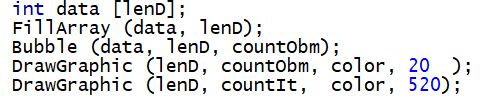 int data [lenD];
FillArray (data, lenD);
Bubble (data, lenD, countObm);
DrawGraphic (lenD, countObm, color, 20  );
DrawGraphic (lenD, countIt,  color, 520);